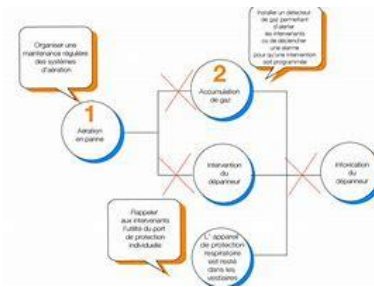 Organiser une
maintenance régulière
des systèmes
d'aération
Installer un détecteur
de gaz permettant
d'alerter
les intervenants
ou de déclencher
une alarme
pour qu'une intervention
soit programmée
1
Aération
en panne
2
Accumulation
de gaz
Intervention
du
dépanneur
Intoxication
du
dépanneur
Rappeler
aux intervenants
l'utilité du port
de protection
individuelle
L' appareil
de protection
respiratoire
est resté
dans les
vestiaires